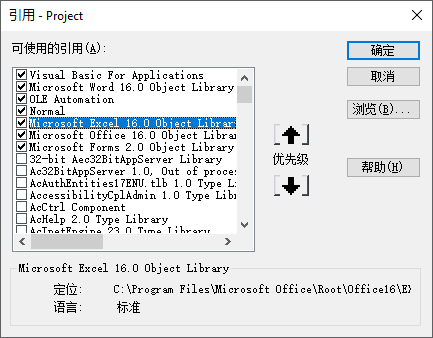 引用 - Project
可使用的引用(A):
Visual Basic For Applications
Microsoft Word 16.0 Object Library
OLE Automation
Normal
Microsoft Excel 16.0 Object Library
Microsoft Office 16.0 Object Library
Microsoft Forms 2.0 Object Library
32-bit Aec32BitAppServer Library
Ac32BitAppServer 1.0, Out of proce
AcAuthEntities17ENU.tlb 1.0 Type Li
AccessibilityCplAdmin 1.0 Type Lib
AcCtrl Component
AcHelp 2.0 Type Library
AcInetEngine 23.0 Type Library
优先级
确定
取消
浏览(B)...
帮助(H)
Microsoft Excel 16.0 Object Library
定位: C:\Program Files\Microsoft Office\Root\Office16\E
语言: 标准